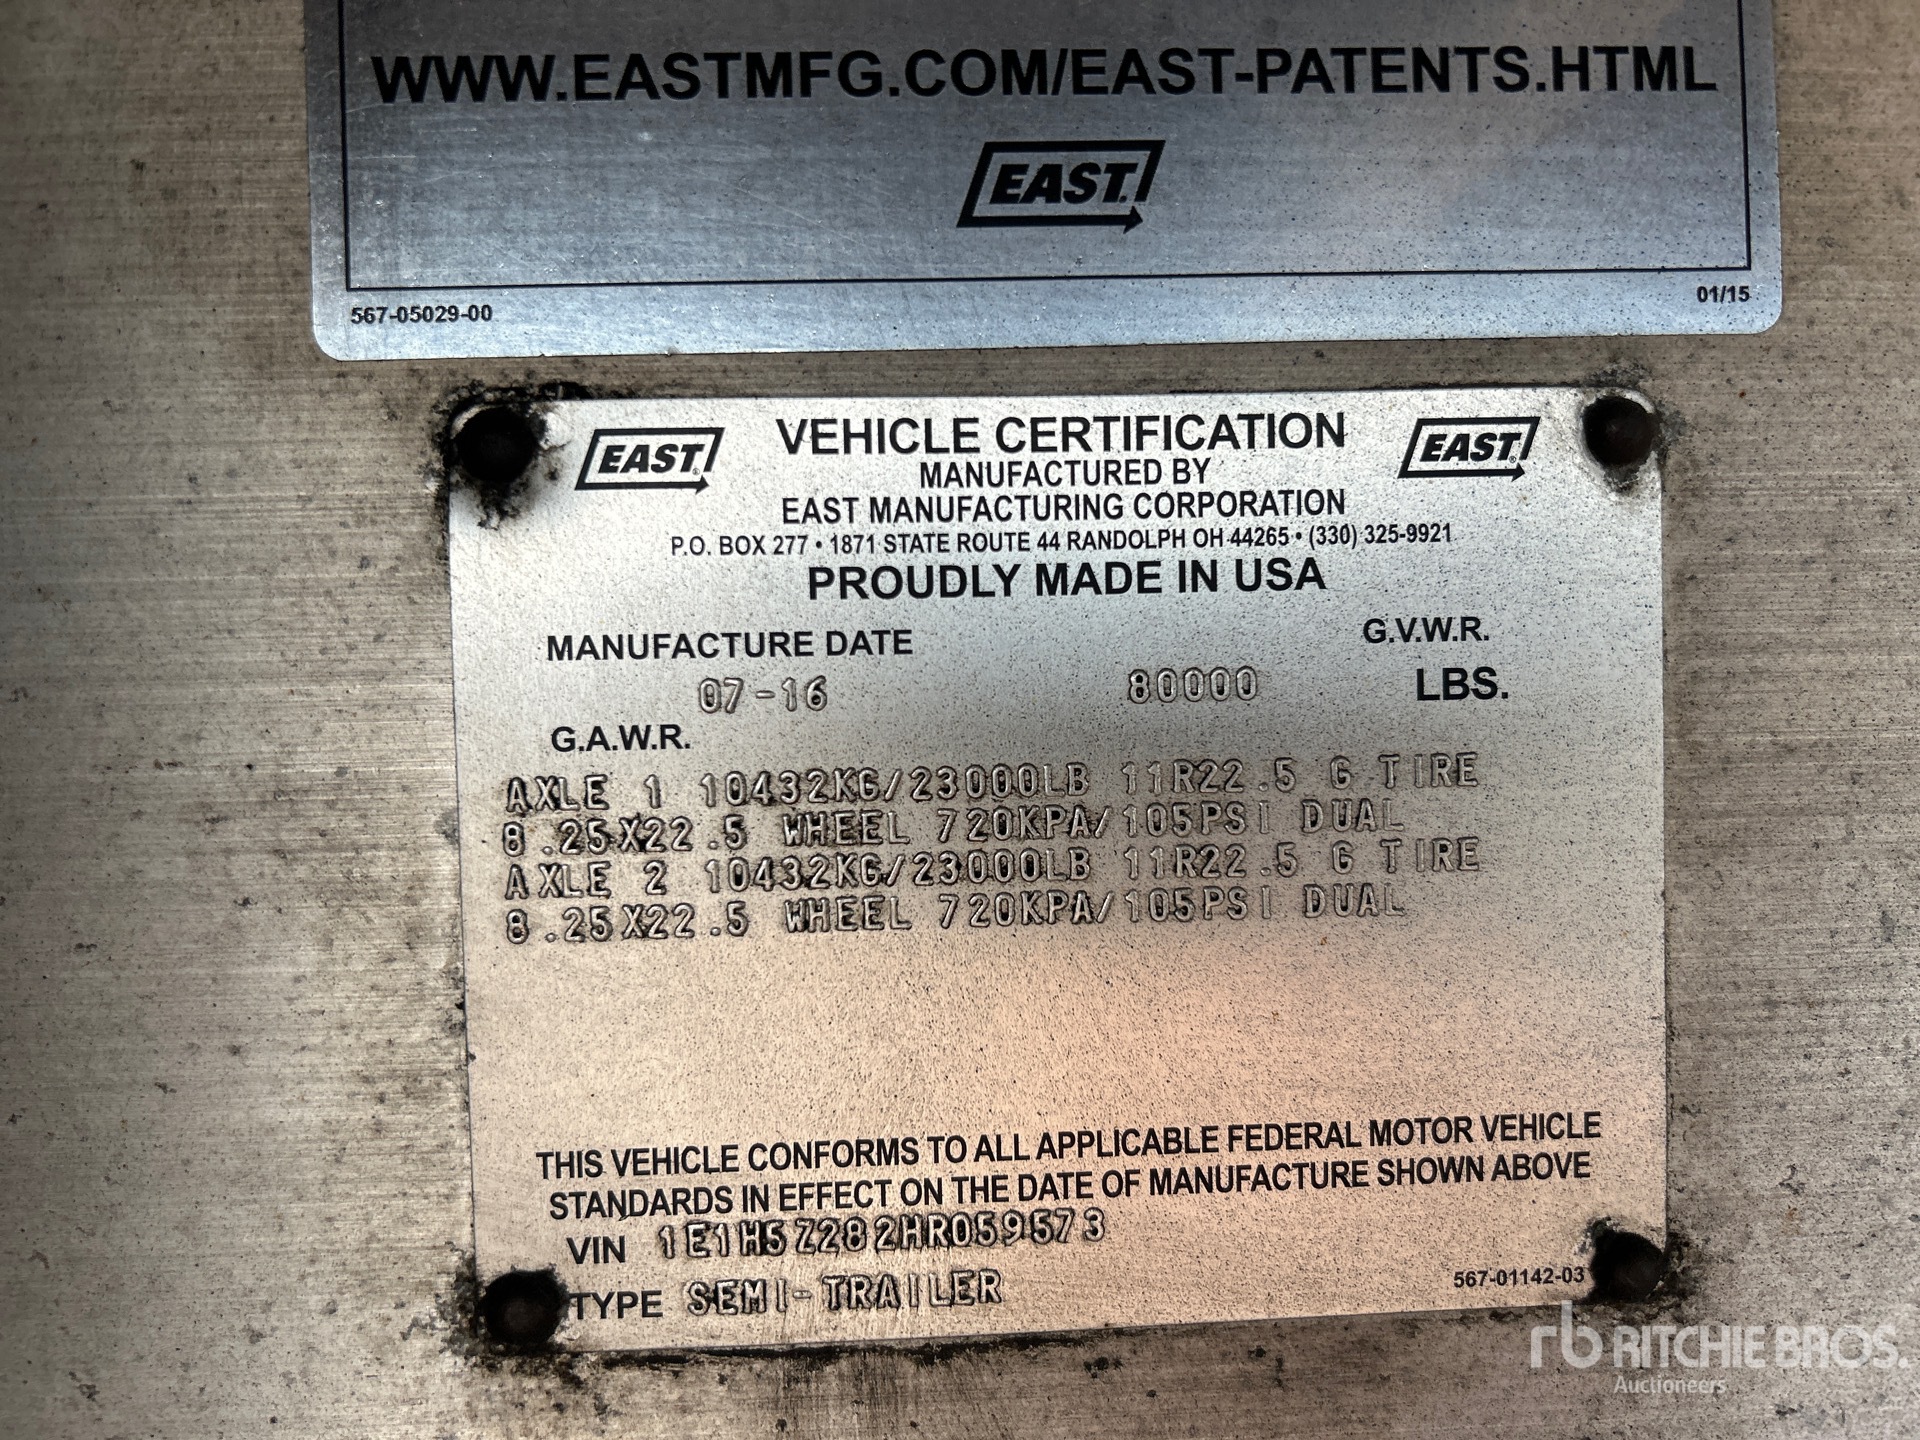 WWW.EASTMFG.COM/EAST-PATENTS.HTML
EAST
567-05029-00
01/15
EAST
VEHICLE CERTIFICATION
EAST
MANUFACTURED BY
EAST MANUFACTURING CORPORATION
P.O. BOX 277 • 1871 STATE ROUTE 44 RANDOLPH OH 44265 • (330) 325-9921
PROUDLY MADE IN USA
MANUFACTURE DATE
G.V.W.R.
07-16
80000
LBS.
G.A.W.R.
AXLE 1 10432KG/23000LB 11R22.5 G TIRE
8.25X22.5 WHEEL 720KPA/105PSI DUAL
AXLE 2 10432KG/23000LB 11R22.5 G TIRE
8.25X22.5 WHEEL 720KPA/105PSI DUAL
THIS VEHICLE CONFORMS TO ALL APPLICABLE FEDERAL MOTOR VEHICLE
STANDARDS IN EFFECT ON THE DATE OF MANUFACTURE SHOWN ABOVE
VIN 1E1H5Z282HR059573
TYPE SEMI-TRAILER
567-01142-03
rb RITCHIE BROS.
Auctioneers